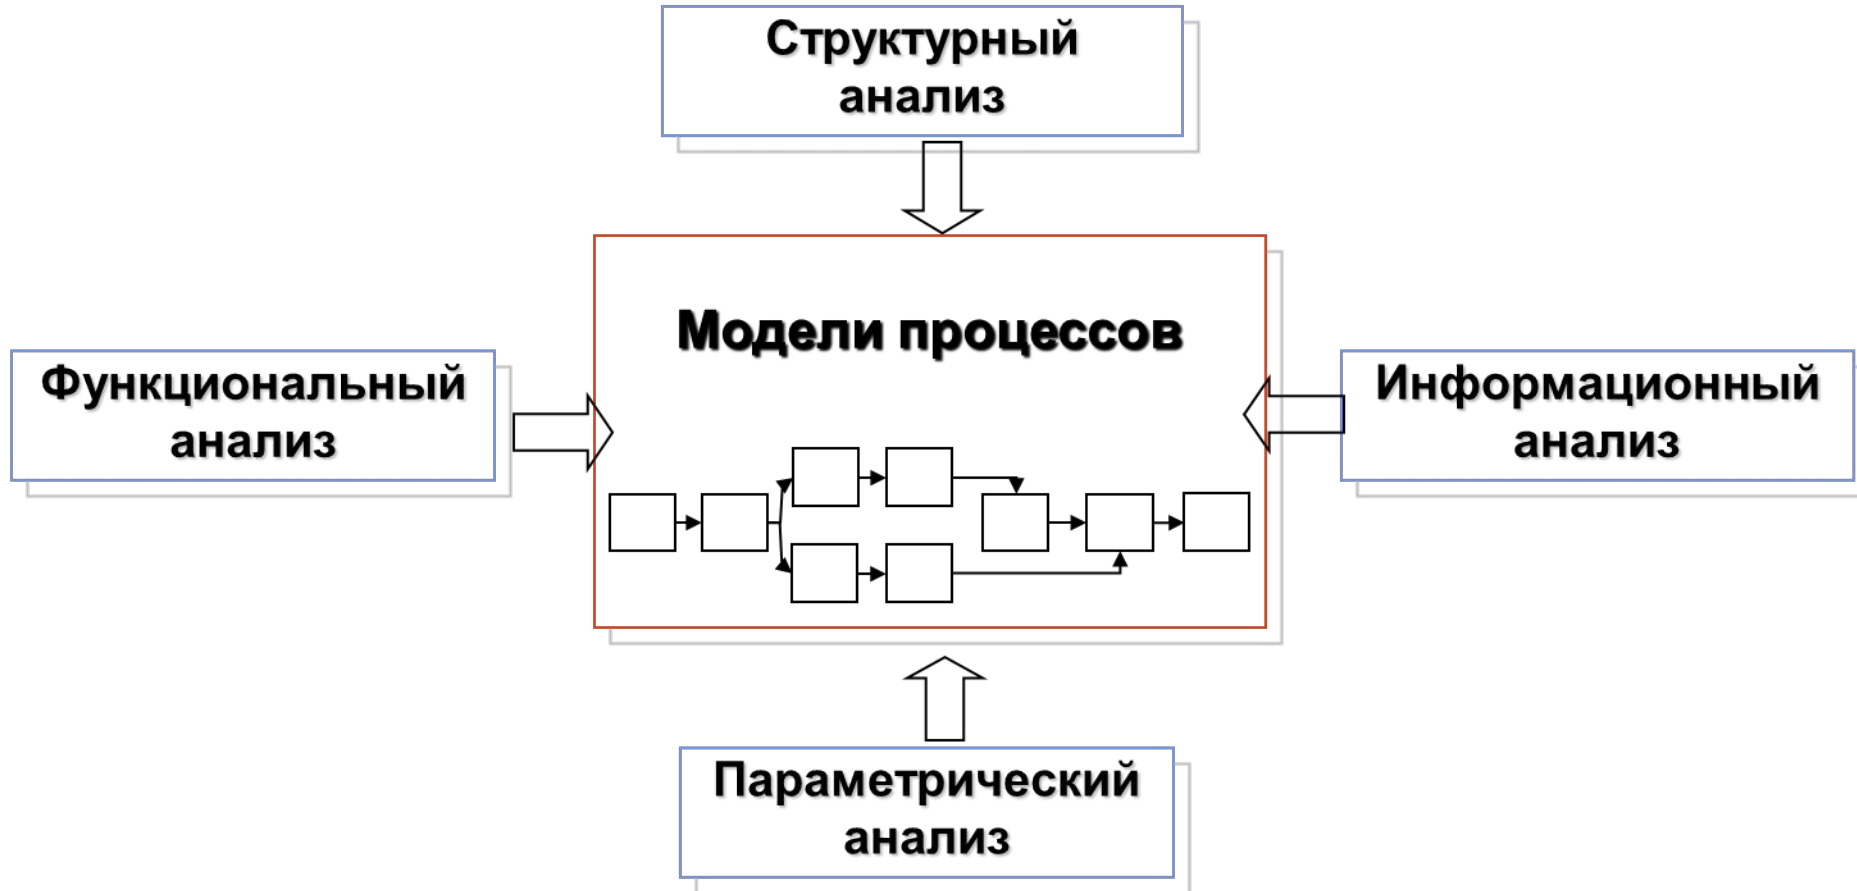 Структурный
анализ
Модели процессов
Функциональный
анализ
Информационный
анализ
Параметрический
анализ